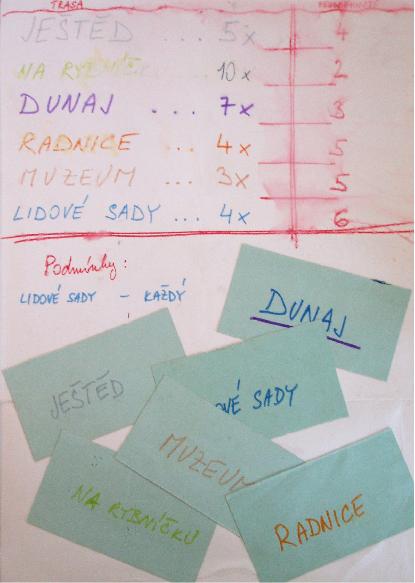 TRASA
JEŠTĚD ... 5x 4
NA RYBNÍČKU 10x 2
DUNAJ ... 7x 3
RADNICE ... 4x 5
MUZEUM ... 3x 5
LIDOVÉ SADY ... 4x 6
Podmínky:
LIDOVÉ SADY – KAŽDÝ
DUNAJ
JEŠTĚD
OVÉ SADY
MUZEUM
NA RYBNÍČKU
RADNICE